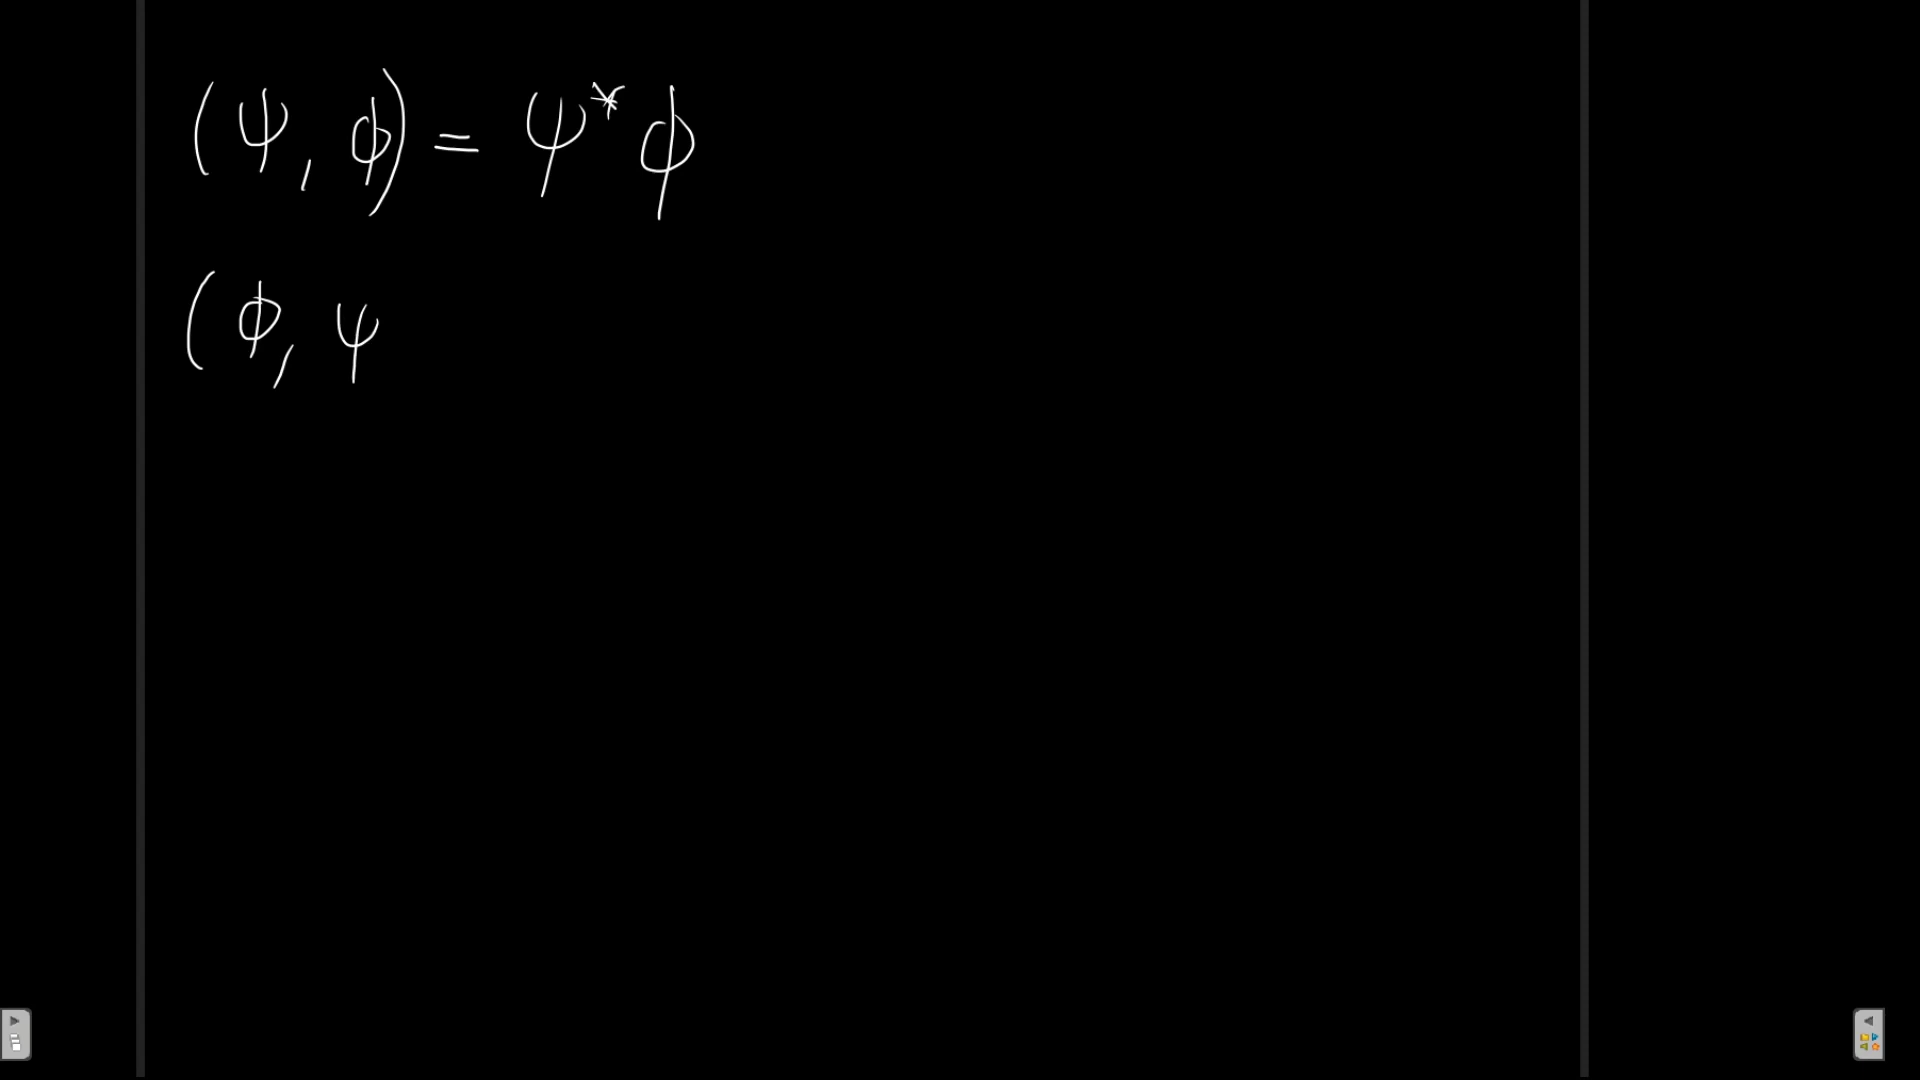 (ψ, ϕ) = ψ* ϕ
(ϕ, ψ